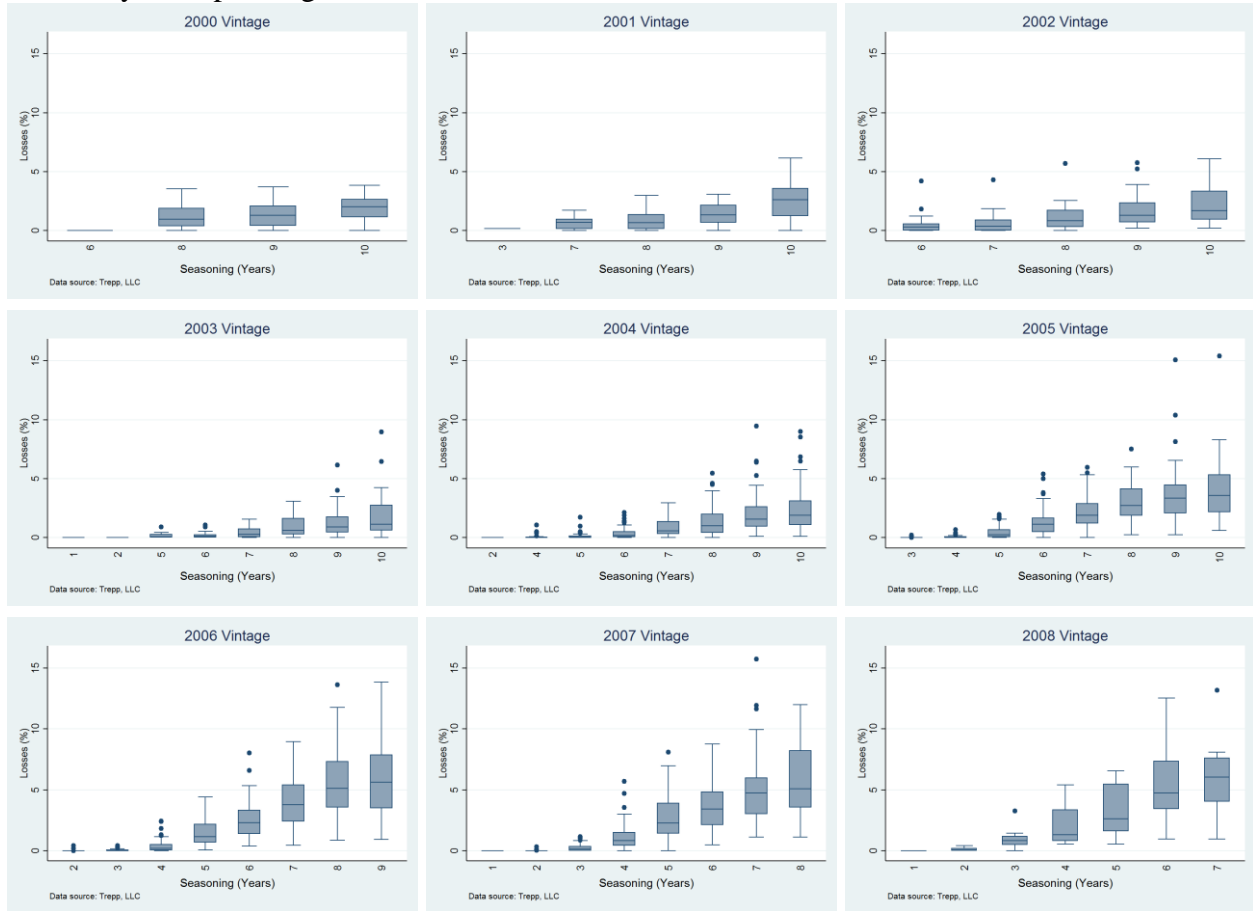 2000 Vintage
15
10
5
0
Losses (%)
6
8
9
10
Seasoning (Years)
Data source: Trepp, LLC
2001 Vintage
15
10
5
0
Losses (%)
3
7
8
9
10
Seasoning (Years)
Data source: Trepp, LLC
2002 Vintage
15
10
5
0
Losses (%)
6
7
8
9
10
Seasoning (Years)
Data source: Trepp, LLC
2003 Vintage
15
10
5
0
Losses (%)
1
2
5
6
7
8
9
10
Seasoning (Years)
Data source: Trepp, LLC
2004 Vintage
15
10
5
0
Losses (%)
2
4
5
6
7
8
9
10
Seasoning (Years)
Data source: Trepp, LLC
2005 Vintage
15
10
5
0
Losses (%)
3
4
5
6
7
8
9
10
Seasoning (Years)
Data source: Trepp, LLC
2006 Vintage
15
10
5
0
Losses (%)
2
3
4
5
6
7
8
9
Seasoning (Years)
Data source: Trepp, LLC
2007 Vintage
15
10
5
0
Losses (%)
1
2
3
4
5
6
7
8
Seasoning (Years)
Data source: Trepp, LLC
2008 Vintage
15
10
5
0
Losses (%)
1
2
3
4
5
6
7
Seasoning (Years)
Data source: Trepp, LLC